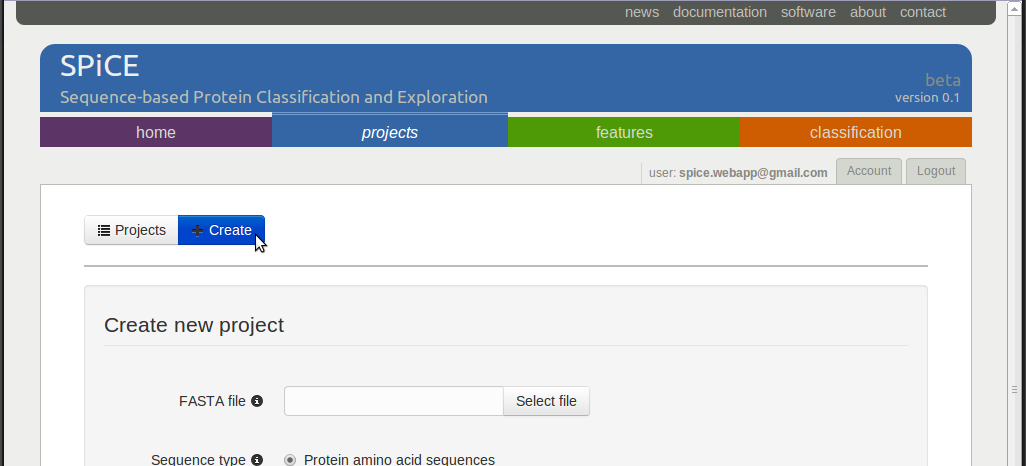 news documentation software about contact
SPiCE
Sequence-based Protein Classification and Exploration
beta
version 0.1
home projects features classification
user: spice.webapp@gmail.com Account Logout
Projects Create
Create new project
FASTA file Select file
Sequence type Protein amino acid sequences